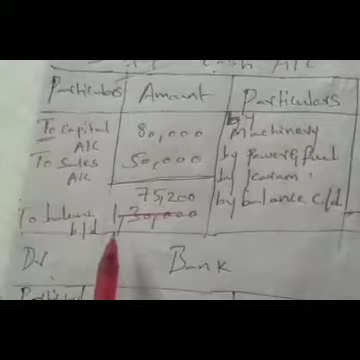 Cash A/C
Particulars Amount Particulars
To Capital A/C 80,000 by Machinery
To Sales A/C 50,000 by Power & fuel
by
75,200 by balance c/d
To balance b/d 1,30,000
Dr Bank